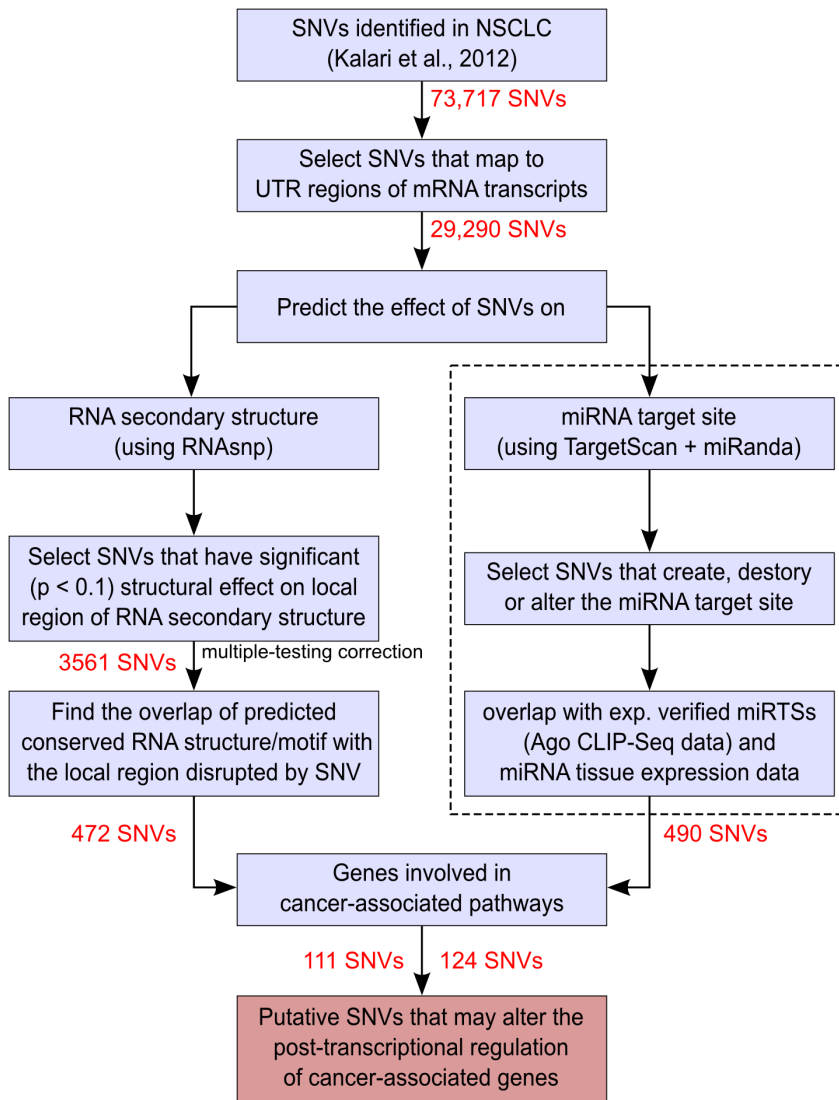 SNVs identified in NSCLC
(Kalari et al., 2012)
73,717 SNVs
Select SNVs that map to
UTR regions of mRNA transcripts
29,290 SNVs
Predict the effect of SNVs on
RNA secondary structure
(using RNAsnp)
miRNA target site
(using TargetScan + miRanda)
Select SNVs that have significant
(p < 0.1) structural effect on local
region of RNA secondary structure
Select SNVs that create, destory
or alter the miRNA target site
3561 SNVs
multiple-testing correction
Find the overlap of predicted
conserved RNA structure/motif with
the local region disrupted by SNV
overlap with exp. verified miRTSs
(Ago CLIP-Seq data) and
miRNA tissue expression data
472 SNVs
490 SNVs
Genes involved in
cancer-associated pathways
111 SNVs
124 SNVs
Putative SNVs that may alter the
post-transcriptional regulation
of cancer-associated genes